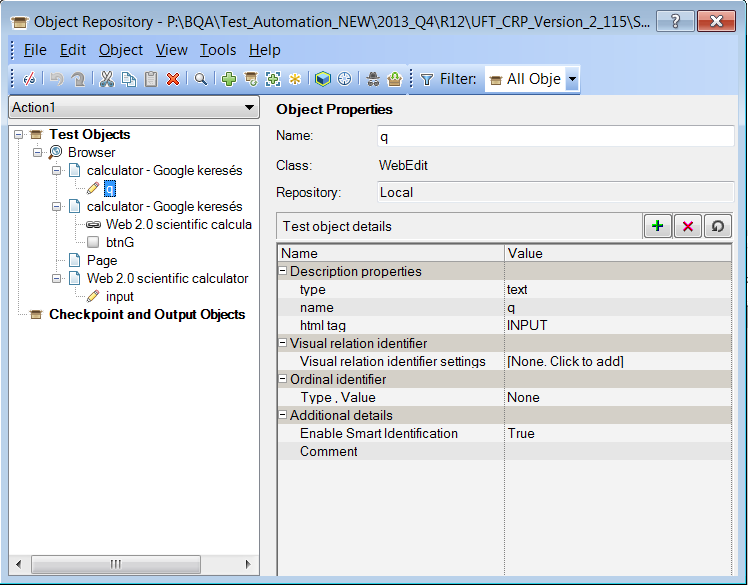 Object Repository - P:\BQA\Test_Automation_NEW\2013_Q4\R12\UFT_CRP_Version_2_115\S...
File Edit Object View Tools Help
Filter: All Obje
Action1
Test Objects
Browser
calculator - Google keresés
q
calculator - Google keresés
Web 2.0 scientific calcula
btnG
Page
Web 2.0 scientific calculator
input
Checkpoint and Output Objects
Object Properties
Name: q
Class: WebEdit
Repository: Local
Test object details
Name Value
Description properties
type text
name q
html tag INPUT
Visual relation identifier
Visual relation identifier settings [None. Click to add]
Ordinal identifier
Type , Value None
Additional details
Enable Smart Identification True
Comment